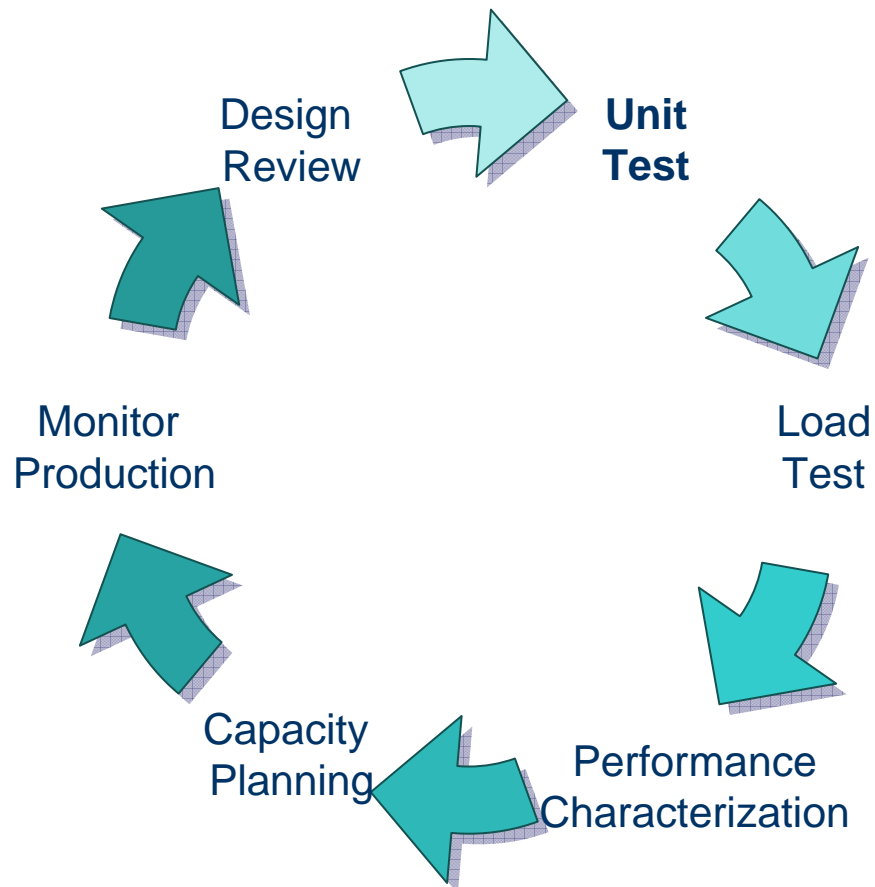 Design
Review
Unit
Test
Load
Test
Performance
Characterization
Capacity
Planning
Monitor
Production